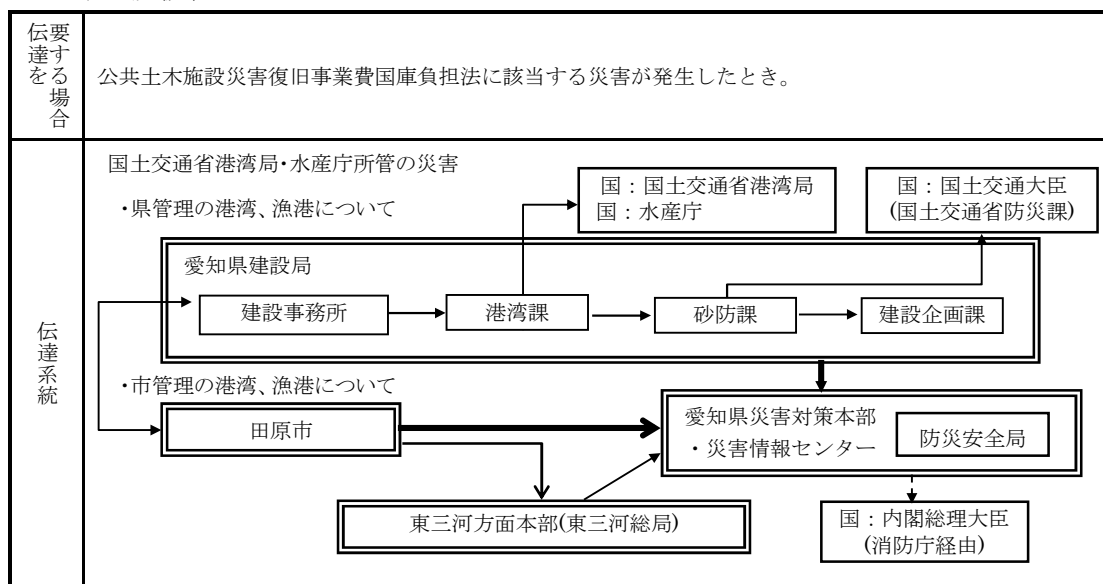 伝達を
要する場合
公共土木施設災害復旧事業費国庫負担法に該当する災害が発生したとき。
伝達系統
国土交通省港湾局・水産庁所管の災害
・県管理の港湾、漁港について
国：国土交通省港湾局
国：水産庁
国：国土交通大臣
(国土交通省防災課)
愛知県建設局
建設事務所
港湾課
砂防課
建設企画課
・市管理の港湾、漁港について
田原市
愛知県災害対策本部
・災害情報センター
防災安全局
東三河方面本部(東三河総局)
国：内閣総理大臣
(消防庁経由)